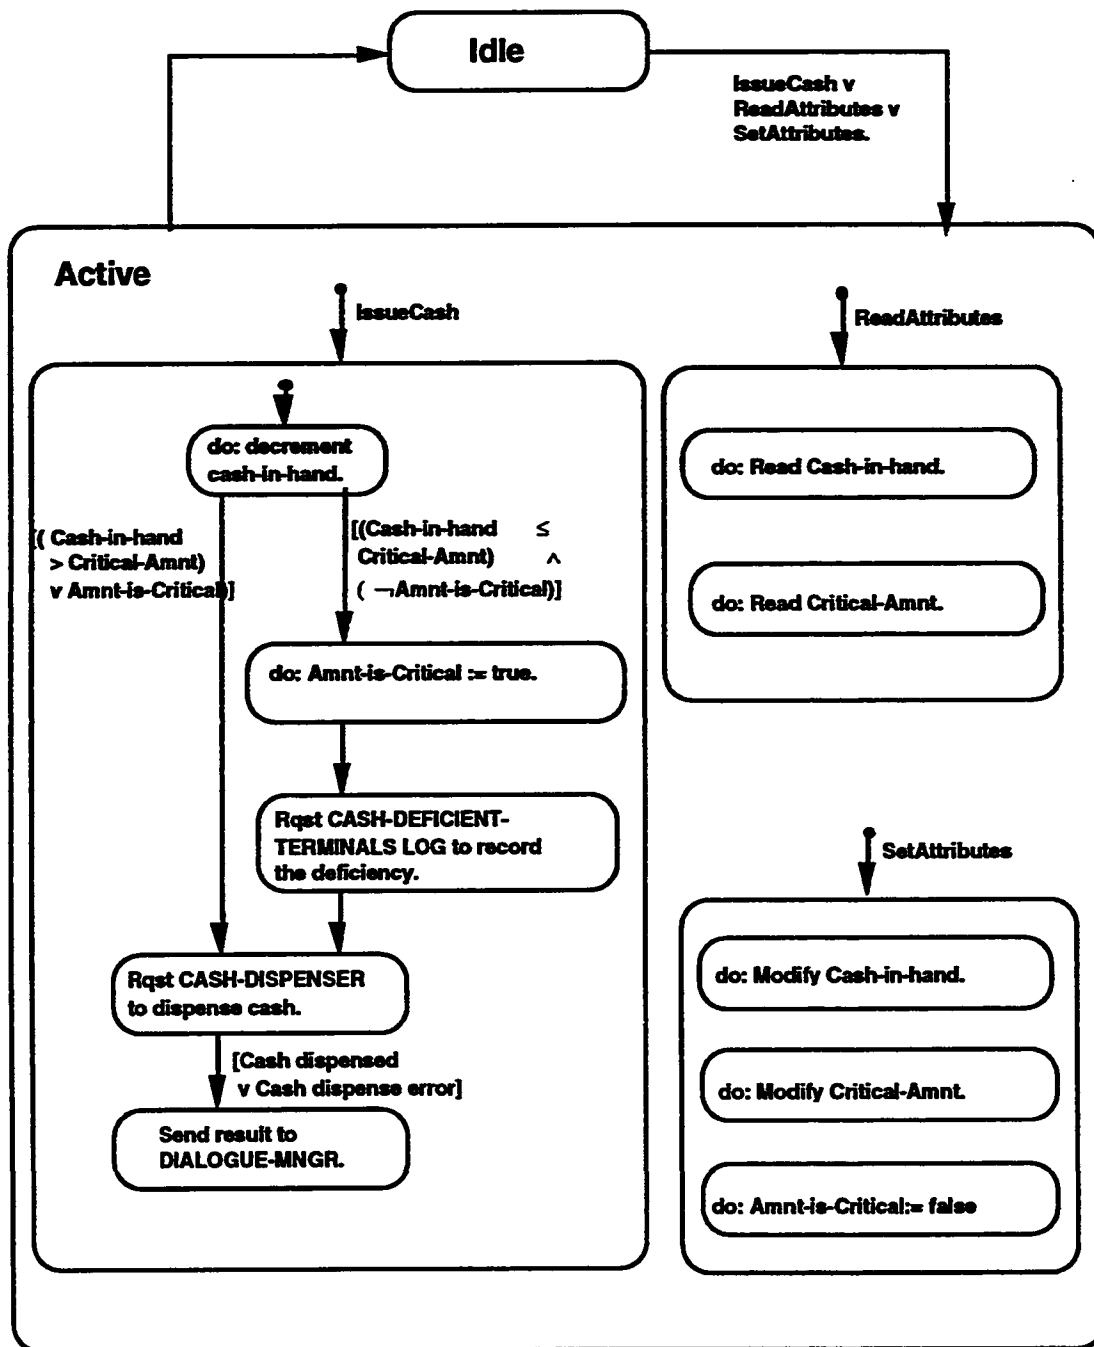 Idle
IssueCash v
ReadAttributes v
SetAttributes.
Active
IssueCash
do: decrement
cash-in-hand.
[( Cash-in-hand
> Critical-Amnt)
v Amnt-is-Critical)]
[(Cash-in-hand ≤
Critical-Amnt) ∧
( ¬Amnt-is-Critical)]
do: Amnt-is-Critical := true.
Rqst CASH-DEFICIENT-
TERMINALS LOG to record
the deficiency.
Rqst CASH-DISPENSER
to dispense cash.
[Cash dispensed
v Cash dispense error]
Send result to
DIALOGUE-MNGR.
ReadAttributes
do: Read Cash-in-hand.
do: Read Critical-Amnt.
SetAttributes
do: Modify Cash-in-hand.
do: Modify Critical-Amnt.
do: Amnt-is-Critical:= false